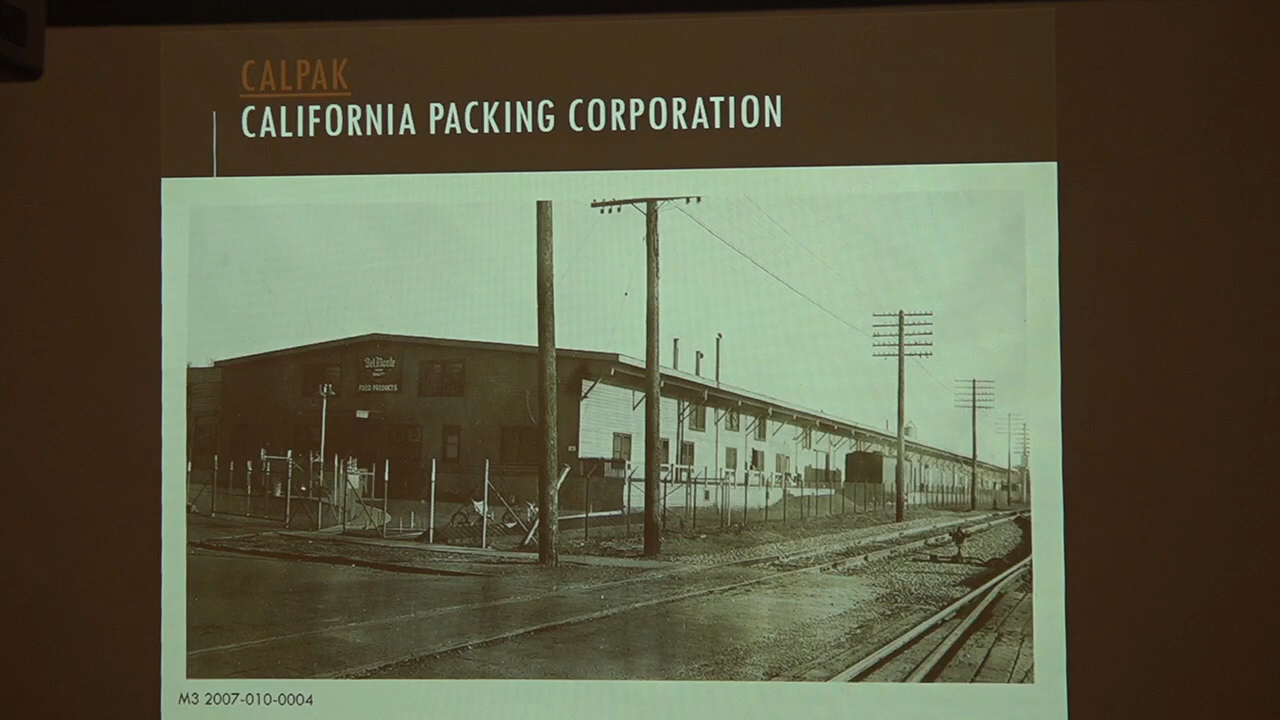 CALPAK
CALIFORNIA PACKING CORPORATION
Del Monte
FOOD PRODUCTS
M3 2007-010-0004